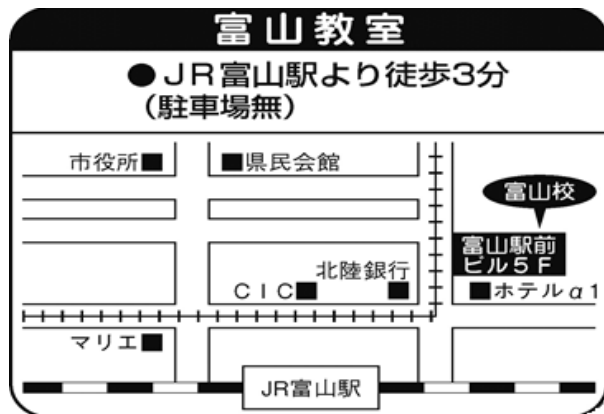 富山教室
●JR富山駅より徒歩3分
(駐車場無)
市役所■
■県民会館
富山校
富山駅前
ビル5F
北陸銀行
CIC■
■ホテルα1
マリエ■
JR富山駅